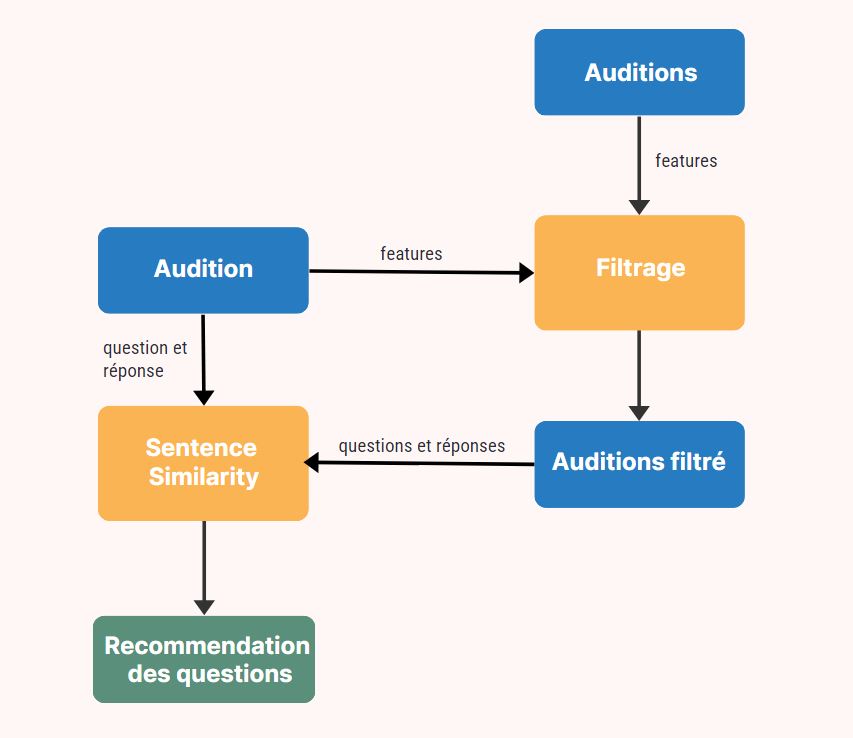 Auditions
features
Audition
features
Filtrage
question et
réponse
Sentence
Similarity
questions et réponses
Auditions filtré
Recommendation
des questions